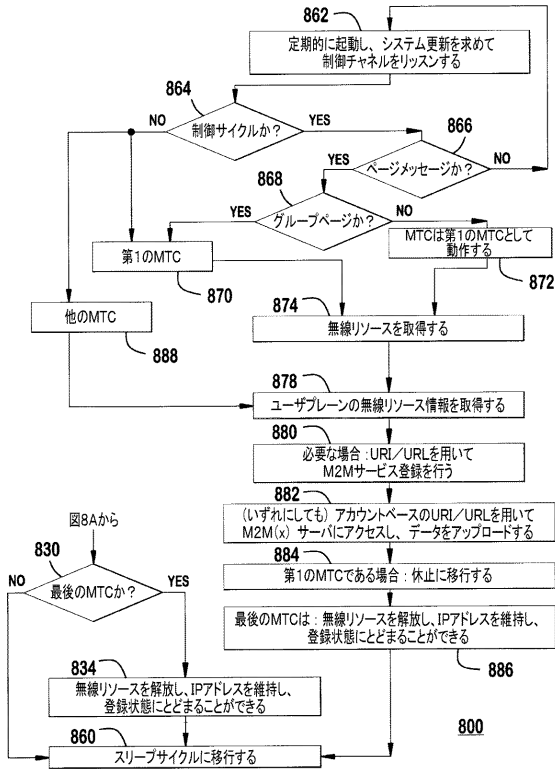 862
定期的に起動し、システム更新を求めて
制御チャネルをリッスンする
864
制御サイクルか？
NO
YES
866
ページメッセージか？
YES
NO
868
グループページか？
YES
NO
第1のMTC
870
MTCは第1のMTCとして
動作する
872
874
無線リソースを取得する
他のMTC
888
878
ユーザプレーンの無線リソース情報を取得する
880
必要な場合：URI／URLを用いて
M2Mサービス登録を行う
882
(いずれにしても) アカウントベースのURI／URLを用いて
M2M(x) サーバにアクセスし、データをアップロードする
884
第1のMTCである場合：休止に移行する
最後のMTCは：無線リソースを解放し、IPアドレスを維持し、
登録状態にとどまることができる
886
図8Aから
830
最後のMTCか？
NO
YES
834
無線リソースを解放し、IPアドレスを維持し、
登録状態にとどまることができる
860
スリープサイクルに移行する
800